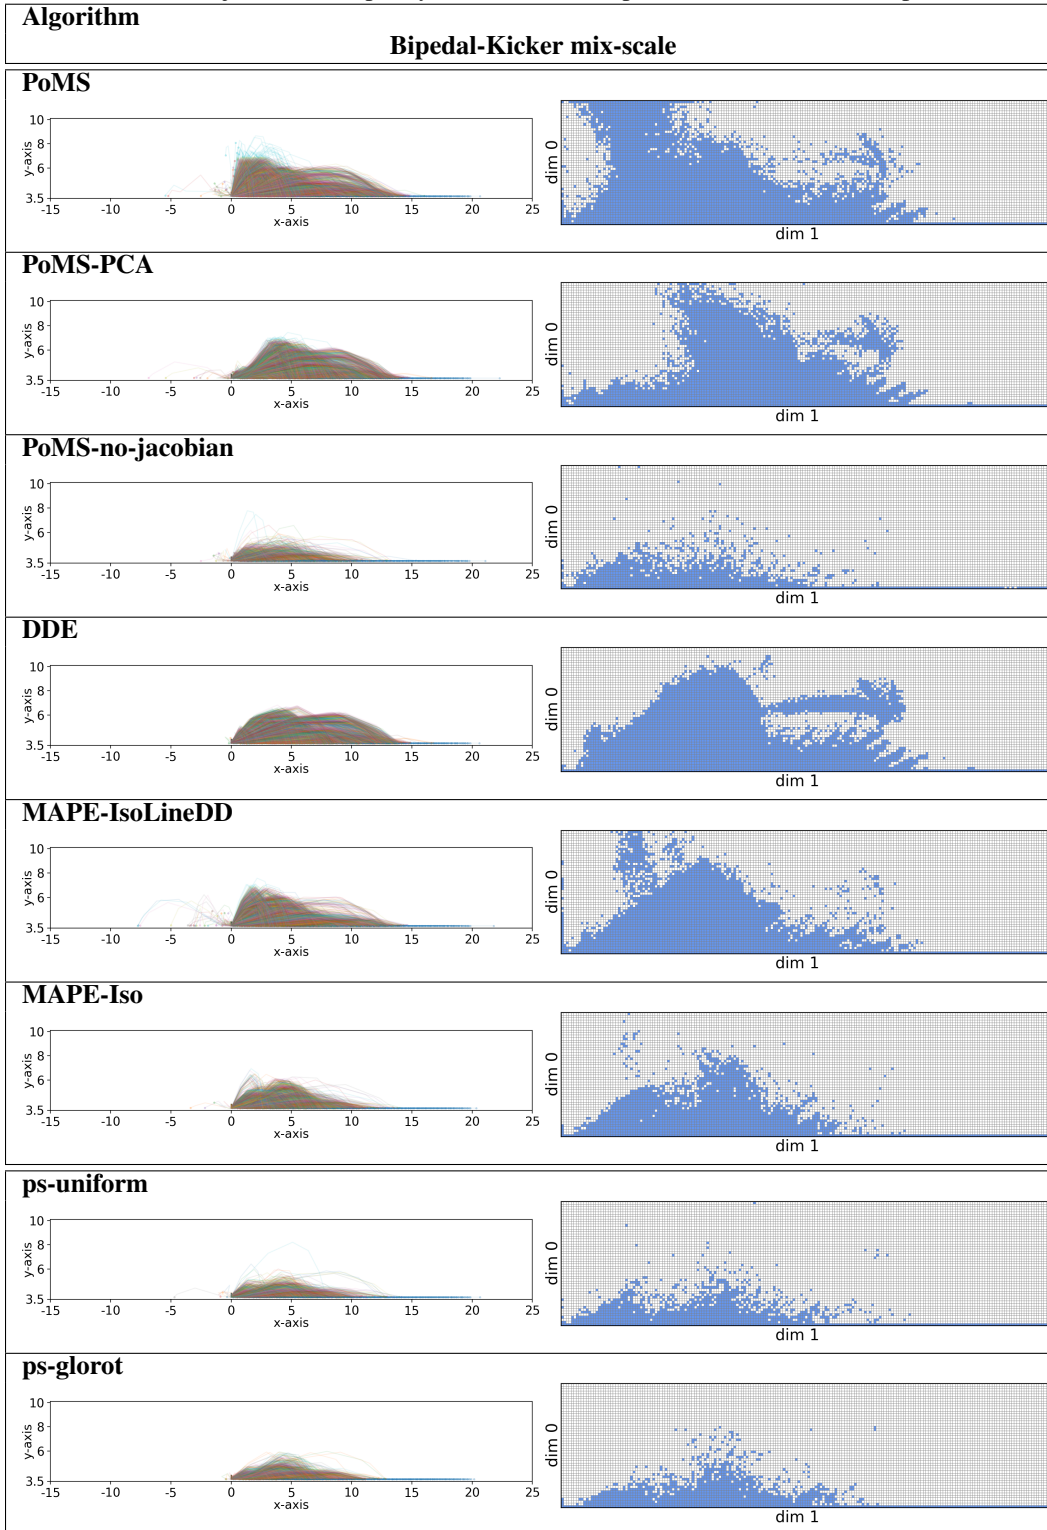 Algorithm
Bipedal-Kicker mix-scale
PoMS
10
8
6
3.5
y-axis
-15 -10 -5 0 5 10 15 20 25
x-axis
dim 0
dim 1
PoMS-PCA
10
8
6
3.5
y-axis
-15 -10 -5 0 5 10 15 20 25
x-axis
dim 0
dim 1
PoMS-no-jacobian
10
8
6
3.5
y-axis
-15 -10 -5 0 5 10 15 20 25
x-axis
dim 0
dim 1
DDE
10
8
6
3.5
y-axis
-15 -10 -5 0 5 10 15 20 25
x-axis
dim 0
dim 1
MAPE-IsoLineDD
10
8
6
3.5
y-axis
-15 -10 -5 0 5 10 15 20 25
x-axis
dim 0
dim 1
MAPE-Iso
10
8
6
3.5
y-axis
-15 -10 -5 0 5 10 15 20 25
x-axis
dim 0
dim 1
ps-uniform
10
8
6
3.5
y-axis
-15 -10 -5 0 5 10 15 20 25
x-axis
dim 0
dim 1
ps-glorot
10
8
6
3.5
y-axis
-15 -10 -5 0 5 10 15 20 25
x-axis
dim 0
dim 1